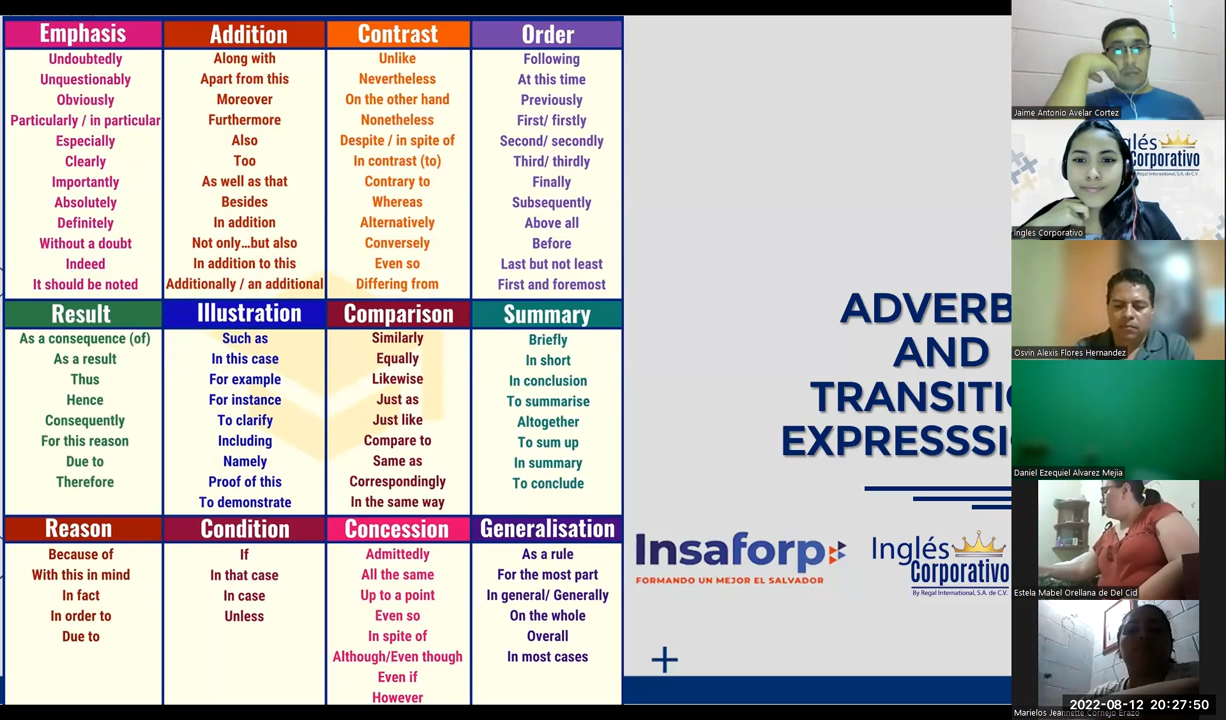 Emphasis
Undoubtedly
Unquestionably
Obviously
Particularly / in particular
Especially
Clearly
Importantly
Absolutely
Definitely
Without a doubt
Indeed
It should be noted
Addition
Along with
Apart from this
Moreover
Furthermore
Also
Too
As well as that
Besides
In addition
Not only...but also
In addition to this
Additionally / an additional
Contrast
Unlike
Nevertheless
On the other hand
Nonetheless
Despite / in spite of
In contrast (to)
Contrary to
Whereas
Alternatively
Conversely
Even so
Differing from
Order
Following
At this time
Previously
First/ firstly
Second/ secondly
Third/ thirdly
Finally
Subsequently
Above all
Before
Last but not least
First and foremost
Result
As a consequence (of)
As a result
Thus
Hence
Consequently
For this reason
Due to
Therefore
Illustration
Such as
In this case
For example
For instance
To clarify
Including
Namely
Proof of this
To demonstrate
Comparison
Similarly
Equally
Likewise
Just as
Just like
Compare to
Same as
Correspondingly
In the same way
Summary
Briefly
In short
In conclusion
To summarise
Altogether
To sum up
In summary
To conclude
Reason
Because of
With this in mind
In fact
In order to
Due to
Condition
If
In that case
In case
Unless
Concession
Admittedly
All the same
Up to a point
Even so
In spite of
Although/Even though
Even if
However
Generalisation
As a rule
For the most part
In general/ Generally
On the whole
Overall
In most cases
ADVERB
AND
TRANSITI
EXPRESSSI
Insaforp
FORMANDO UN MEJOR EL SALVADOR
Inglés
Corporativo
By Regal International, S.A. de C.V.
Jaime Antonio Avelar Cortez
glés
Corporativo
By Regal International, S.A. de C.V.
Ingles Corporativo
Osvin Alexis Flores Hernandez
Daniel Ezequiel Alvarez Mejia
Estela Mabel Orellana de Del Cid
2022-08-12 20:27:50
Marielos Jeannette Cornejo Erazo